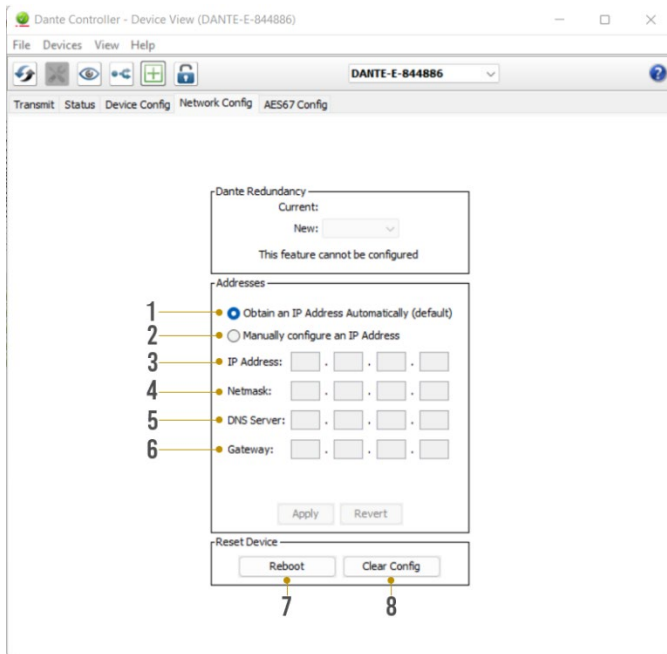 Dante Controller - Device View (DANTE-E-844886)
File Devices View Help
DANTE-E-844886
?
Transmit Status Device Config Network Config AES67 Config
Dante Redundancy
Current:
New:
This feature cannot be configured
Addresses
1 Obtain an IP Address Automatically (default)
2 Manually configure an IP Address
3 IP Address: . . .
4 Netmask: . . .
5 DNS Server: . . .
6 Gateway: . . .
Apply Revert
Reset Device
Reboot Clear Config
7 8